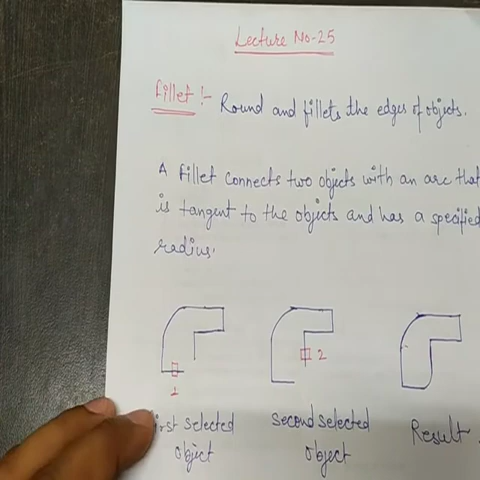 Lecture No-25
Fillet :- Round and fillets the edges of objects.
A fillet connects two objects with an arc that
is tangent to the objects and has a specified
radius.
1
2
First selected
object
Second selected
object
Result.